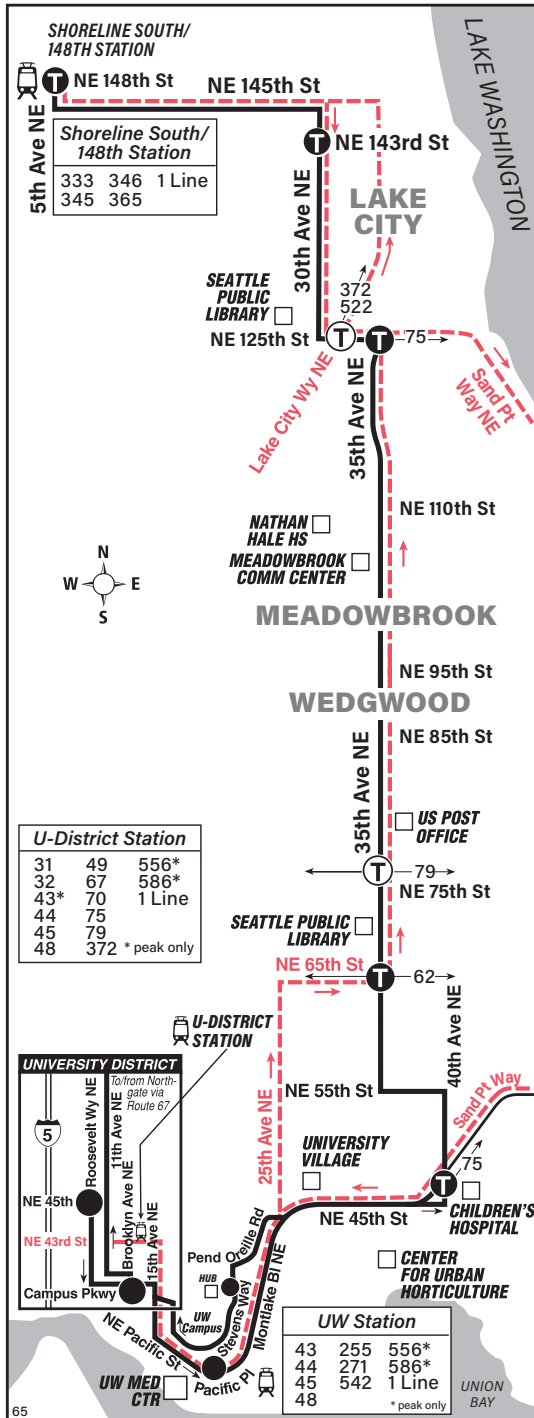 SHORELINE SOUTH/
148TH STATION
T NE 148th St
NE 145th St
5th Ave NE
Shoreline South/
148th Station
333 346 1 Line
345 365
T NE 143rd St
LAKE WASHINGTON
LAKE
CITY
30th Ave NE
372
522
SEATTLE
PUBLIC
LIBRARY
NE 125th St
T
T
75
Lake City Wy NE
35th Ave NE
Sand Pt
Way NE
NE 110th St
NATHAN
HALE HS
MEADOWBROOK
COMM CENTER
N
W E
S
MEADOWBROOK
NE 95th St
WEDGWOOD
NE 85th St
35th Ave NE
US POST
OFFICE
U-District Station
31 49 556*
32 67 586*
43* 70 1 Line
44 75
45 79
48 372 * peak only
T
79
NE 75th St
SEATTLE PUBLIC
LIBRARY
NE 65th St
T
62
40th Ave NE
U-DISTRICT
STATION
UNIVERSITY DISTRICT
To/from North-
gate via
Route 67
5
Roosevelt Wy NE
11th Ave NE
Brooklyn Ave NE
15th Ave NE
NE 45th
NE 43rd St
Campus Pkwy
25th Ave NE
NE 55th St
Sand Pt Way
75
UNIVERSITY
VILLAGE
T
NE 45th St
CHILDREN'S
HOSPITAL
Pend Oreille Rd
HUB
UW
Campus
Stevens Way
Montlake Bl NE
CENTER
FOR URBAN
HORTICULTURE
NE Pacific St
Pacific Pl
UW MED
CTR
UW Station
43 255 556*
44 271 586*
45 542 1 Line
48 * peak only
UNION
BAY
65